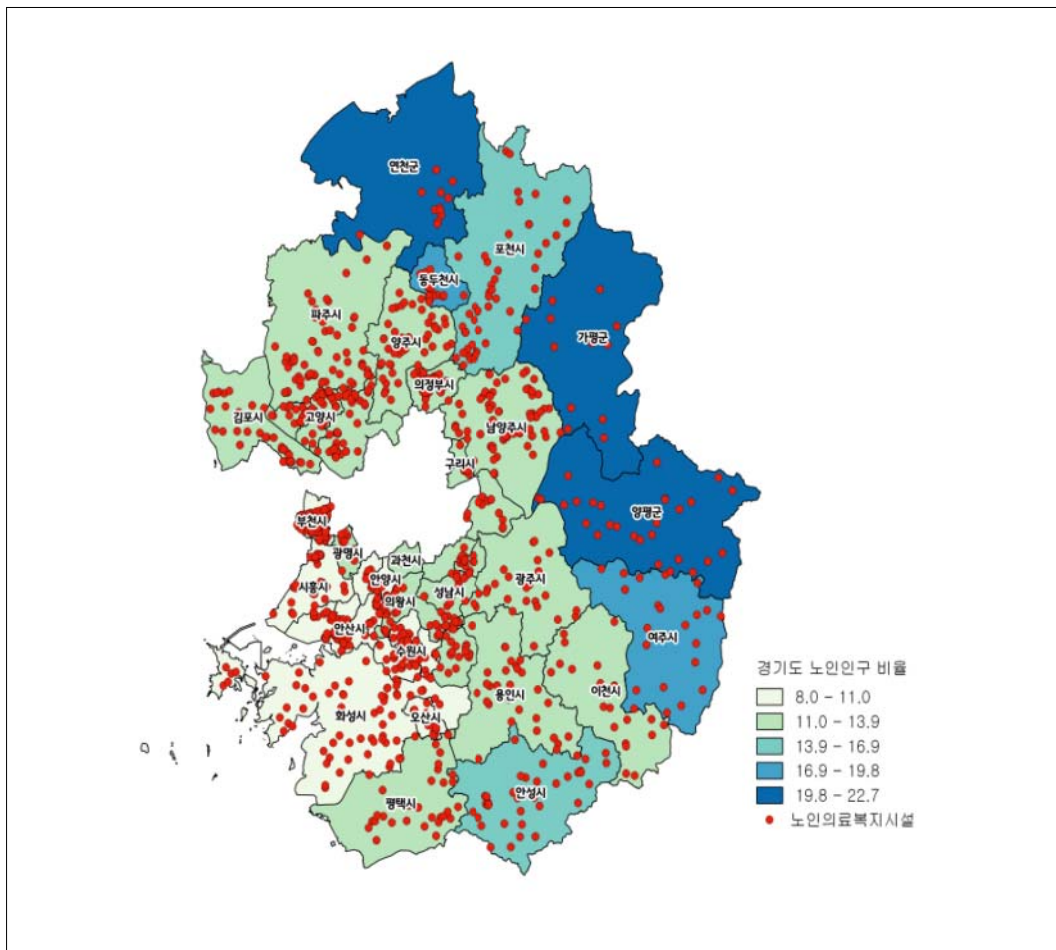 연천군
포천시
동두천시
파주시
양주시
가평군
의정부시
김포시
고양시
남양주시
구리시
양평군
부천시
광명시
과천시
안양시
광주시
시흥시
의왕시
성남시
안산시
수원시
여주시
용인시
이천시
화성시
오산시
안성시
평택시
경기도 노인인구 비율
8.0 - 11.0
11.0 - 13.9
13.9 - 16.9
16.9 - 19.8
19.8 - 22.7
노인의료복지시설